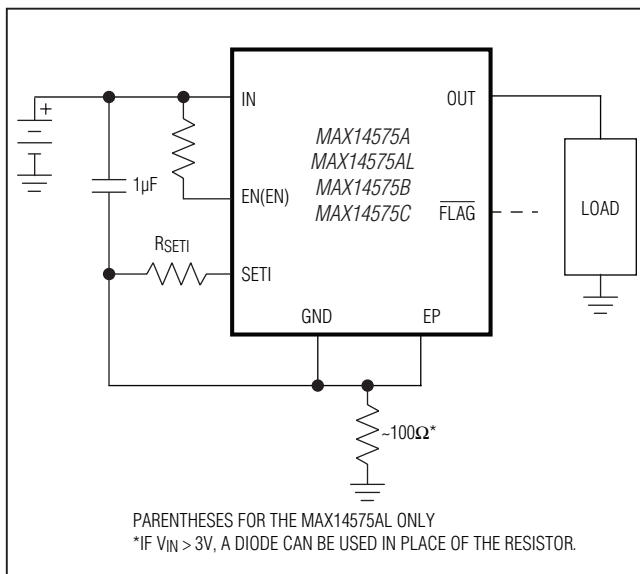 +
IN
OUT
MAX14575A
MAX14575AL
MAX14575B
MAX14575C
1µF
EN(EN)
FLAG
LOAD
RSETI
SETI
GND
EP
~100Ω*
PARENTHESES FOR THE MAX14575AL ONLY
*IF VIN > 3V, A DIODE CAN BE USED IN PLACE OF THE RESISTOR.